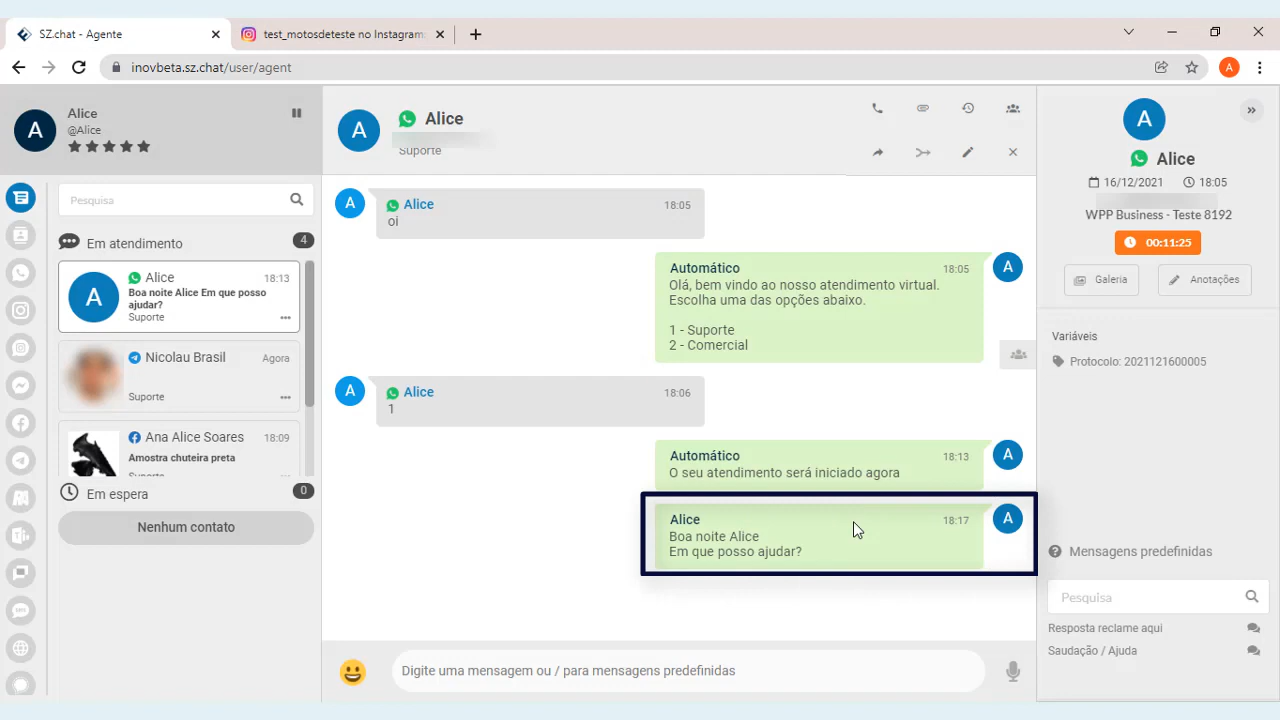 SZ.chat - Agente
test_motosdeteste no Instagram:
inovbeta.sz.chat/user/agent
A
A
Alice
@Alice
A
Alice
Suporte
A
Alice
16/12/2021
18:05
WPP Business - Teste 8192
00:11:25
Galeria
Anotações
Pesquisa
Em atendimento
4
A
Alice
18:13
Boa noite Alice Em que posso
ajudar?
Suporte
Nicolau Brasil
Agora
Suporte
Ana Alice Soares
18:09
Amostra chuteira preta
Em espera
0
Nenhum contato
A
Alice
18:05
oi
Automático
18:05
A
Olá, bem vindo ao nosso atendimento virtual.
Escolha uma das opções abaixo.
1 - Suporte
2 - Comercial
A
Alice
18:06
1
Automático
18:13
A
O seu atendimento será iniciado agora
Alice
18:17
A
Boa noite Alice
Em que posso ajudar?
Digite uma mensagem ou / para mensagens predefinidas
Variáveis
Protocolo: 2021121600005
Mensagens predefinidas
Pesquisa
Resposta reclame aqui
Saudação / Ajuda